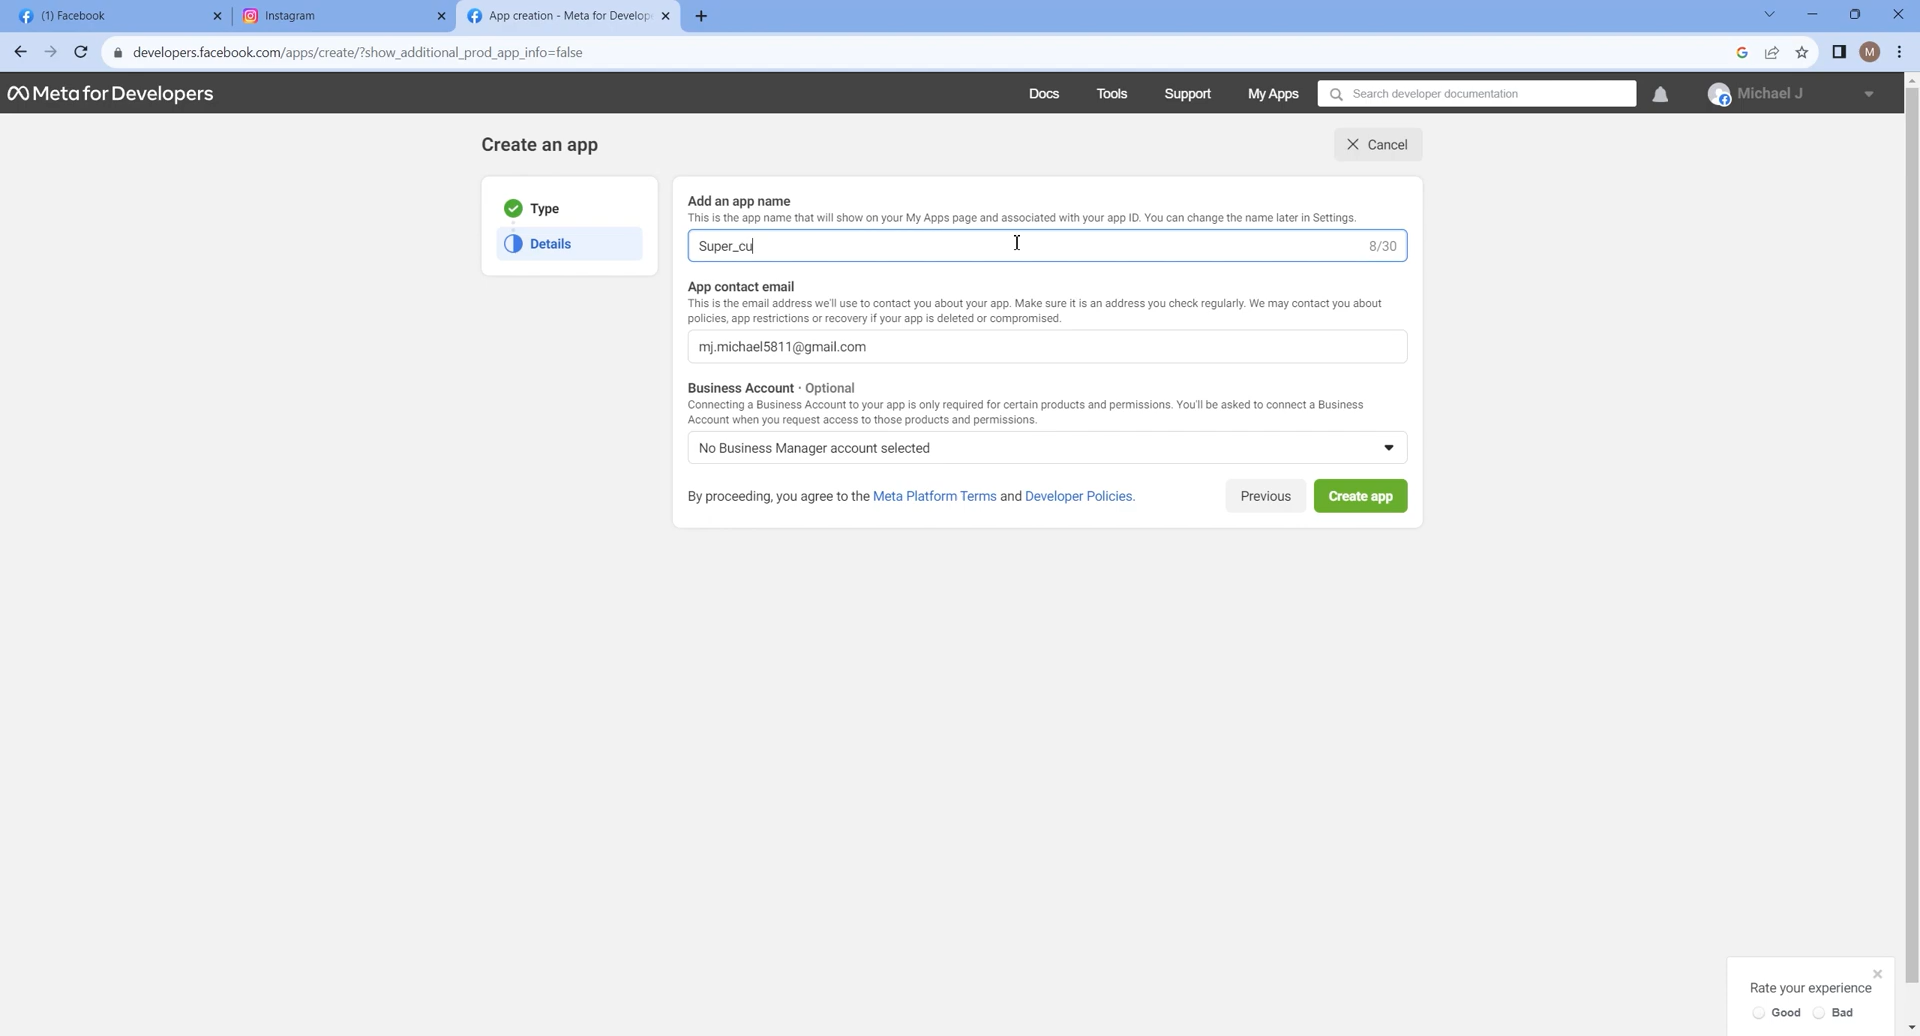 (1) Facebook
Instagram
App creation - Meta for Develop
developers.facebook.com/apps/create/?show_additional_prod_app_info=false
M
Meta for Developers
Docs
Tools
Support
My Apps
Search developer documentation
Michael J
Create an app
Cancel
Type
Details
Add an app name
This is the app name that will show on your My Apps page and associated with your app ID. You can change the name later in Settings.
Super_cu
8/30
App contact email
This is the email address we'll use to contact you about your app. Make sure it is an address you check regularly. We may contact you about
policies, app restrictions or recovery if your app is deleted or compromised.
mj.michael5811@gmail.com
Business Account · Optional
Connecting a Business Account to your app is only required for certain products and permissions. You'll be asked to connect a Business
Account when you request access to those products and permissions.
No Business Manager account selected
By proceeding, you agree to the Meta Platform Terms and Developer Policies.
Previous
Create app
Rate your experience
Good
Bad